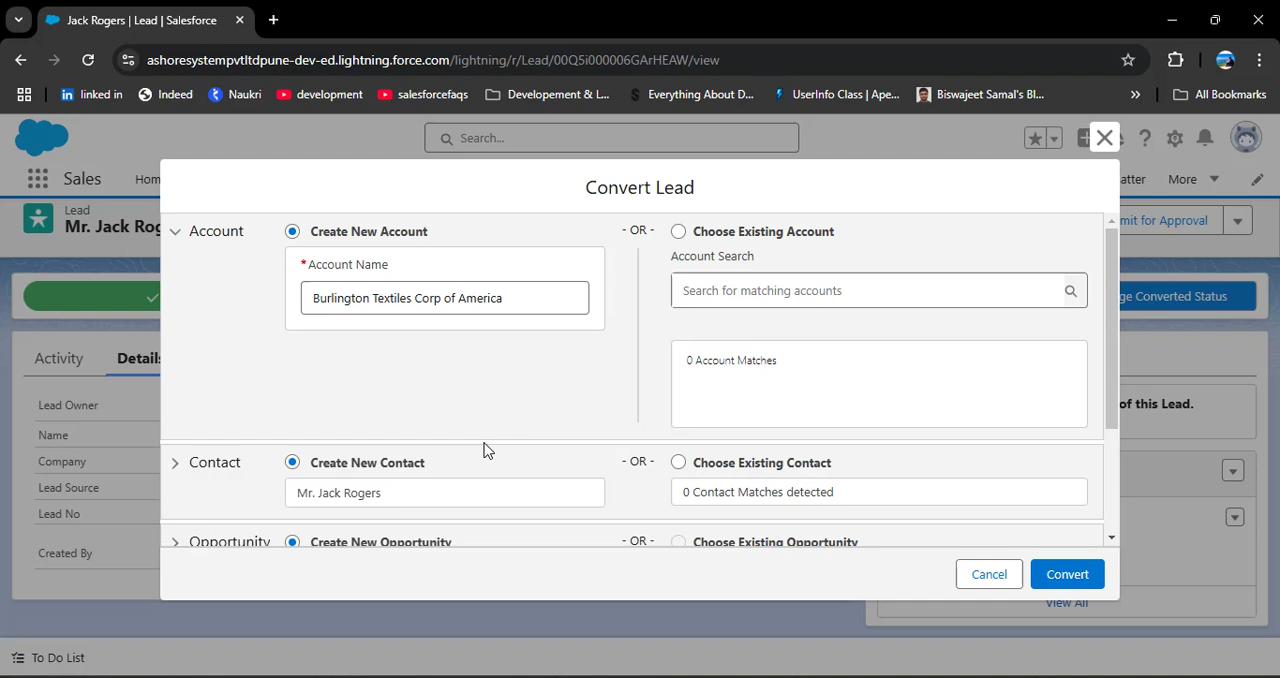 Jack Rogers | Lead | Salesforce
ashoresystempvtltdpune-dev-ed.lightning.force.com/lightning/r/Lead/00Q5i000006GArHEAW/view
linked in Indeed Naukri development salesforcefaqs Developement & L... Everything About D... UserInfo Class | Ape... Biswajeet Samal's Bl... » All Bookmarks
Search...
Sales Hom atter More
Convert Lead
Lead
Mr. Jack Rog
mit for Approval
Account Create New Account - OR - Choose Existing Account
*Account Name
Account Search
Burlington Textiles Corp of America
Search for matching accounts
ge Converted Status
0 Account Matches
Activity Details
of this Lead.
Lead Owner
Name
Company
Contact Create New Contact - OR - Choose Existing Contact
Lead Source
Mr. Jack Rogers
0 Contact Matches detected
Lead No
Opportunity Create New Opportunity - OR - Choose Existing Opportunity
Created By
Cancel Convert
View All
To Do List